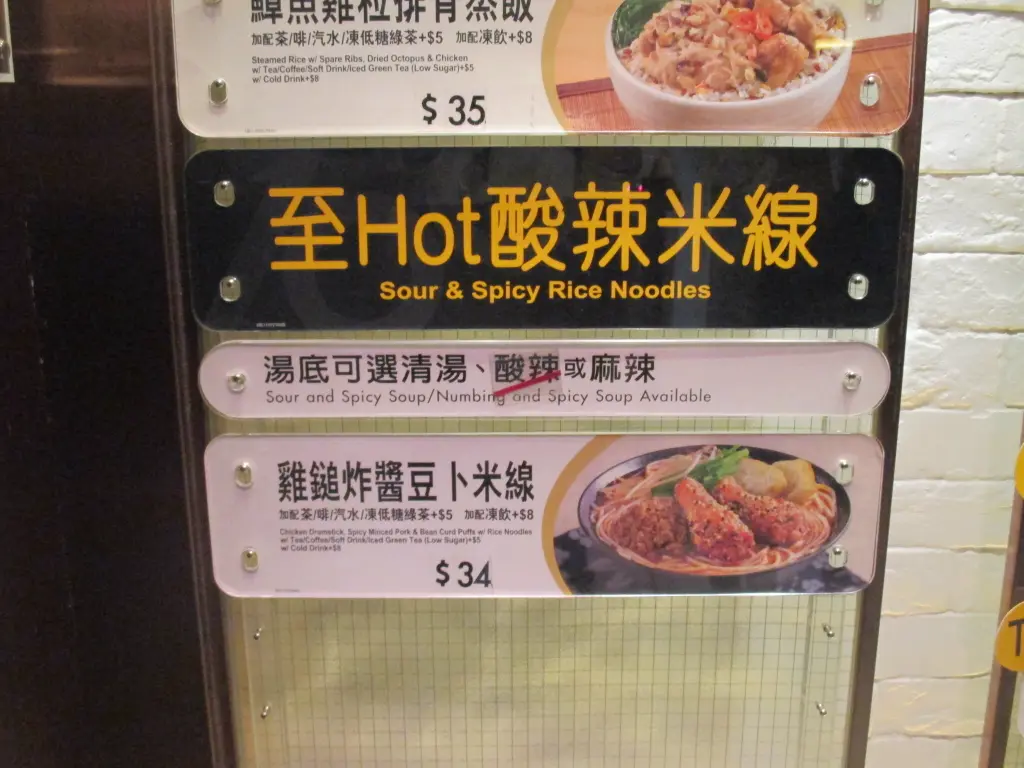 鱆魚雞粒排骨蒸飯
加配茶/啡/汽水/凍低糖綠茶+$5 加配凍飲+$8
Steamed Rice w/ Spare Ribs, Dried Octopus & Chicken
w/ Tea/Coffee/Soft Drink/Iced Green Tea (Low Sugar)+$5
w/ Cold Drink+$8
$ 35
至Hot酸辣米線
Sour & Spicy Rice Noodles
湯底可選清湯、酸辣或麻辣
Sour and Spicy Soup/Numbing and Spicy Soup Available
雞鎚炸醬豆卜米線
加配茶/啡/汽水/凍低糖綠茶+$5 加配凍飲+$8
Chicken Drumstick, Spicy Minced Pork & Bean Curd Puffs w/ Rice Noodles
w/ Tea/Coffee/Soft Drink/Iced Green Tea (Low Sugar)+$5
w/ Cold Drink+$8
$ 34
T